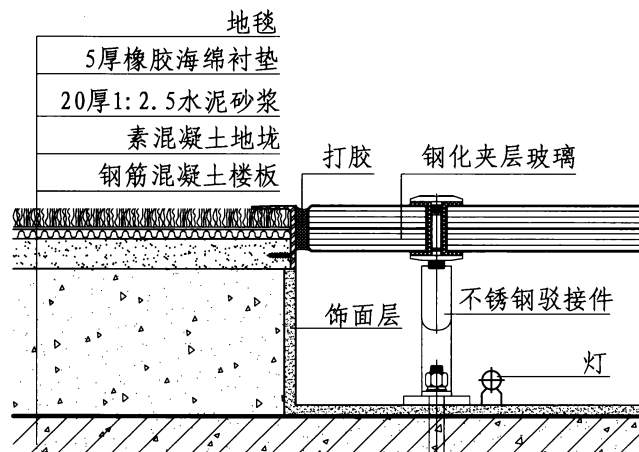 地毯
5厚橡胶海绵衬垫
20厚1:2.5水泥砂浆
素混凝土地垅
钢筋混凝土楼板
打胶
钢化夹层玻璃
饰面层
不锈钢驳接件
灯